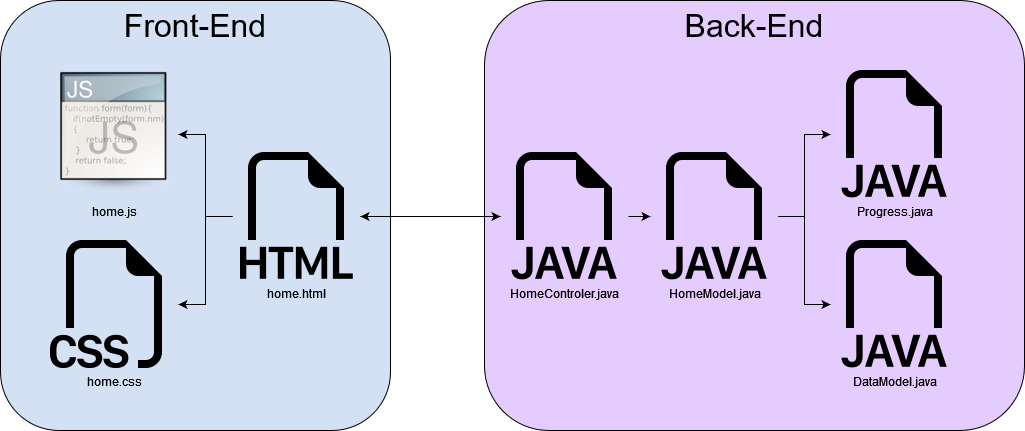 Front-End
JS
function form(form){
if(notEmpty(form.nm)
{
return true;
}
return false;
}
JS
home.js
HTML
home.html
CSS
home.css
Back-End
JAVA
HomeControler.java
JAVA
HomeModel.java
JAVA
Progress.java
JAVA
DataModel.java